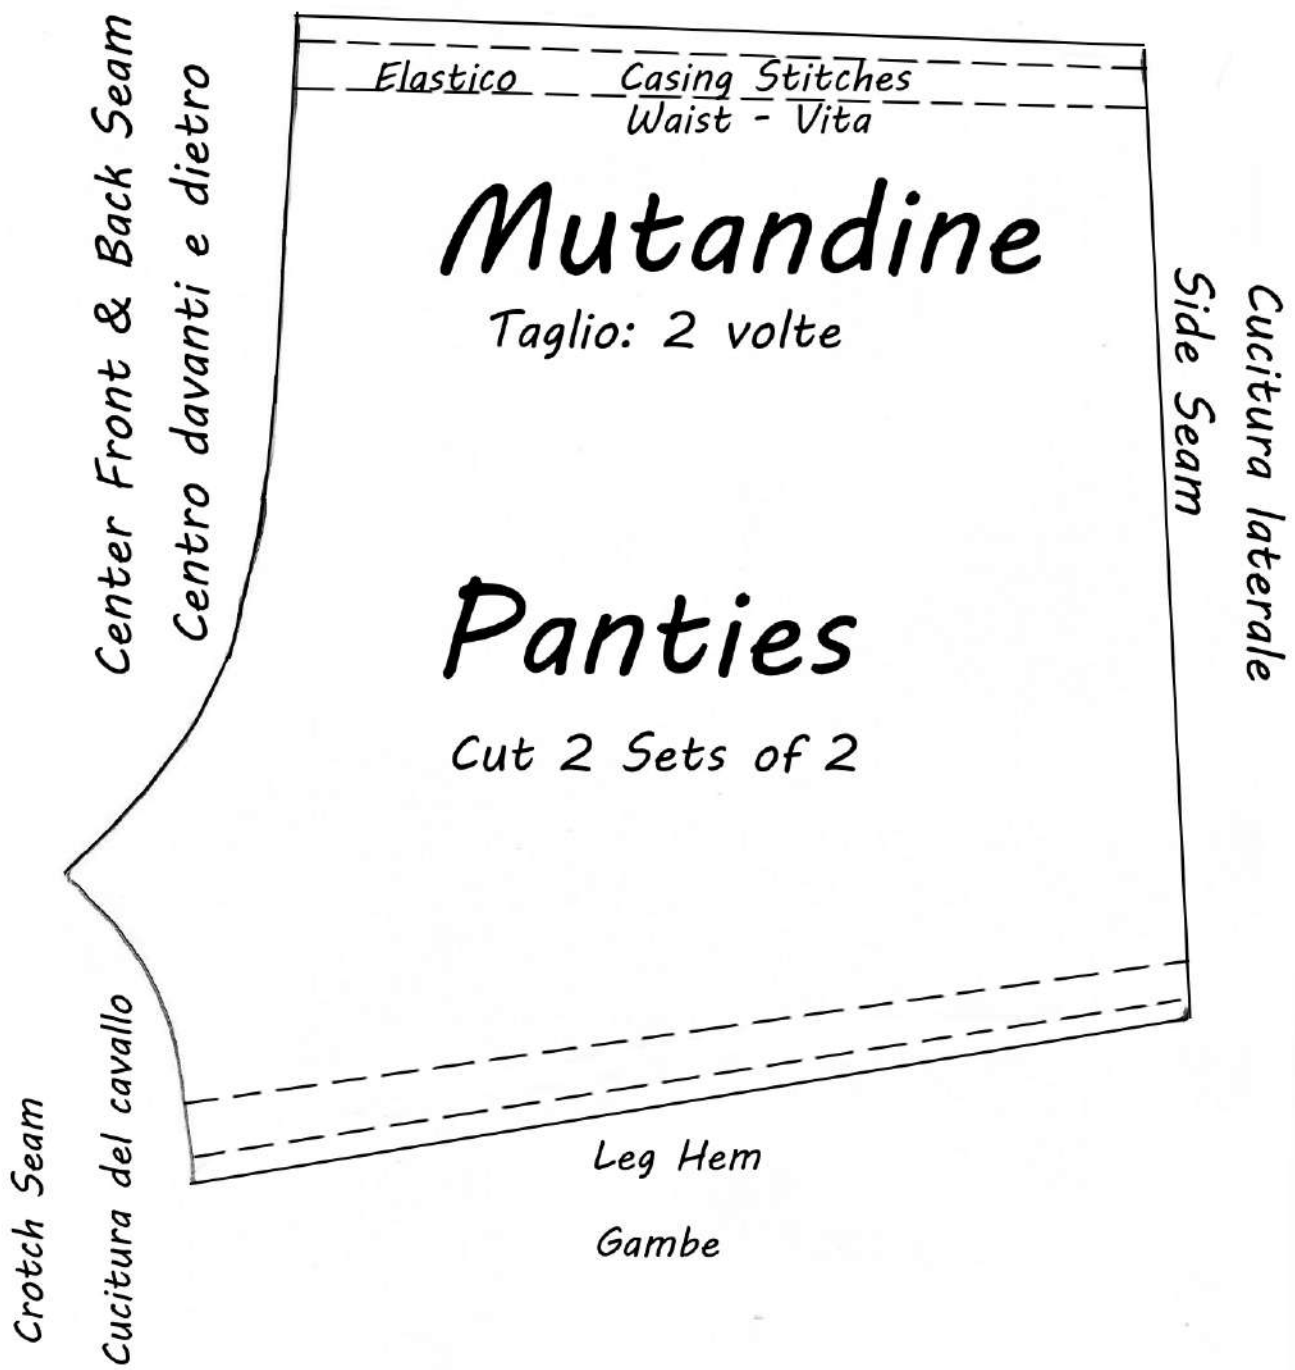 Elastico Casing Stitches
Waist - Vita
Mutandine
Taglio: 2 volte
Panties
Cut 2 Sets of 2
Center Front & Back Seam
Centro davanti e dietro
Side Seam
Cucitura laterale
Crotch Seam
Cucitura del cavallo
Leg Hem
Gambe